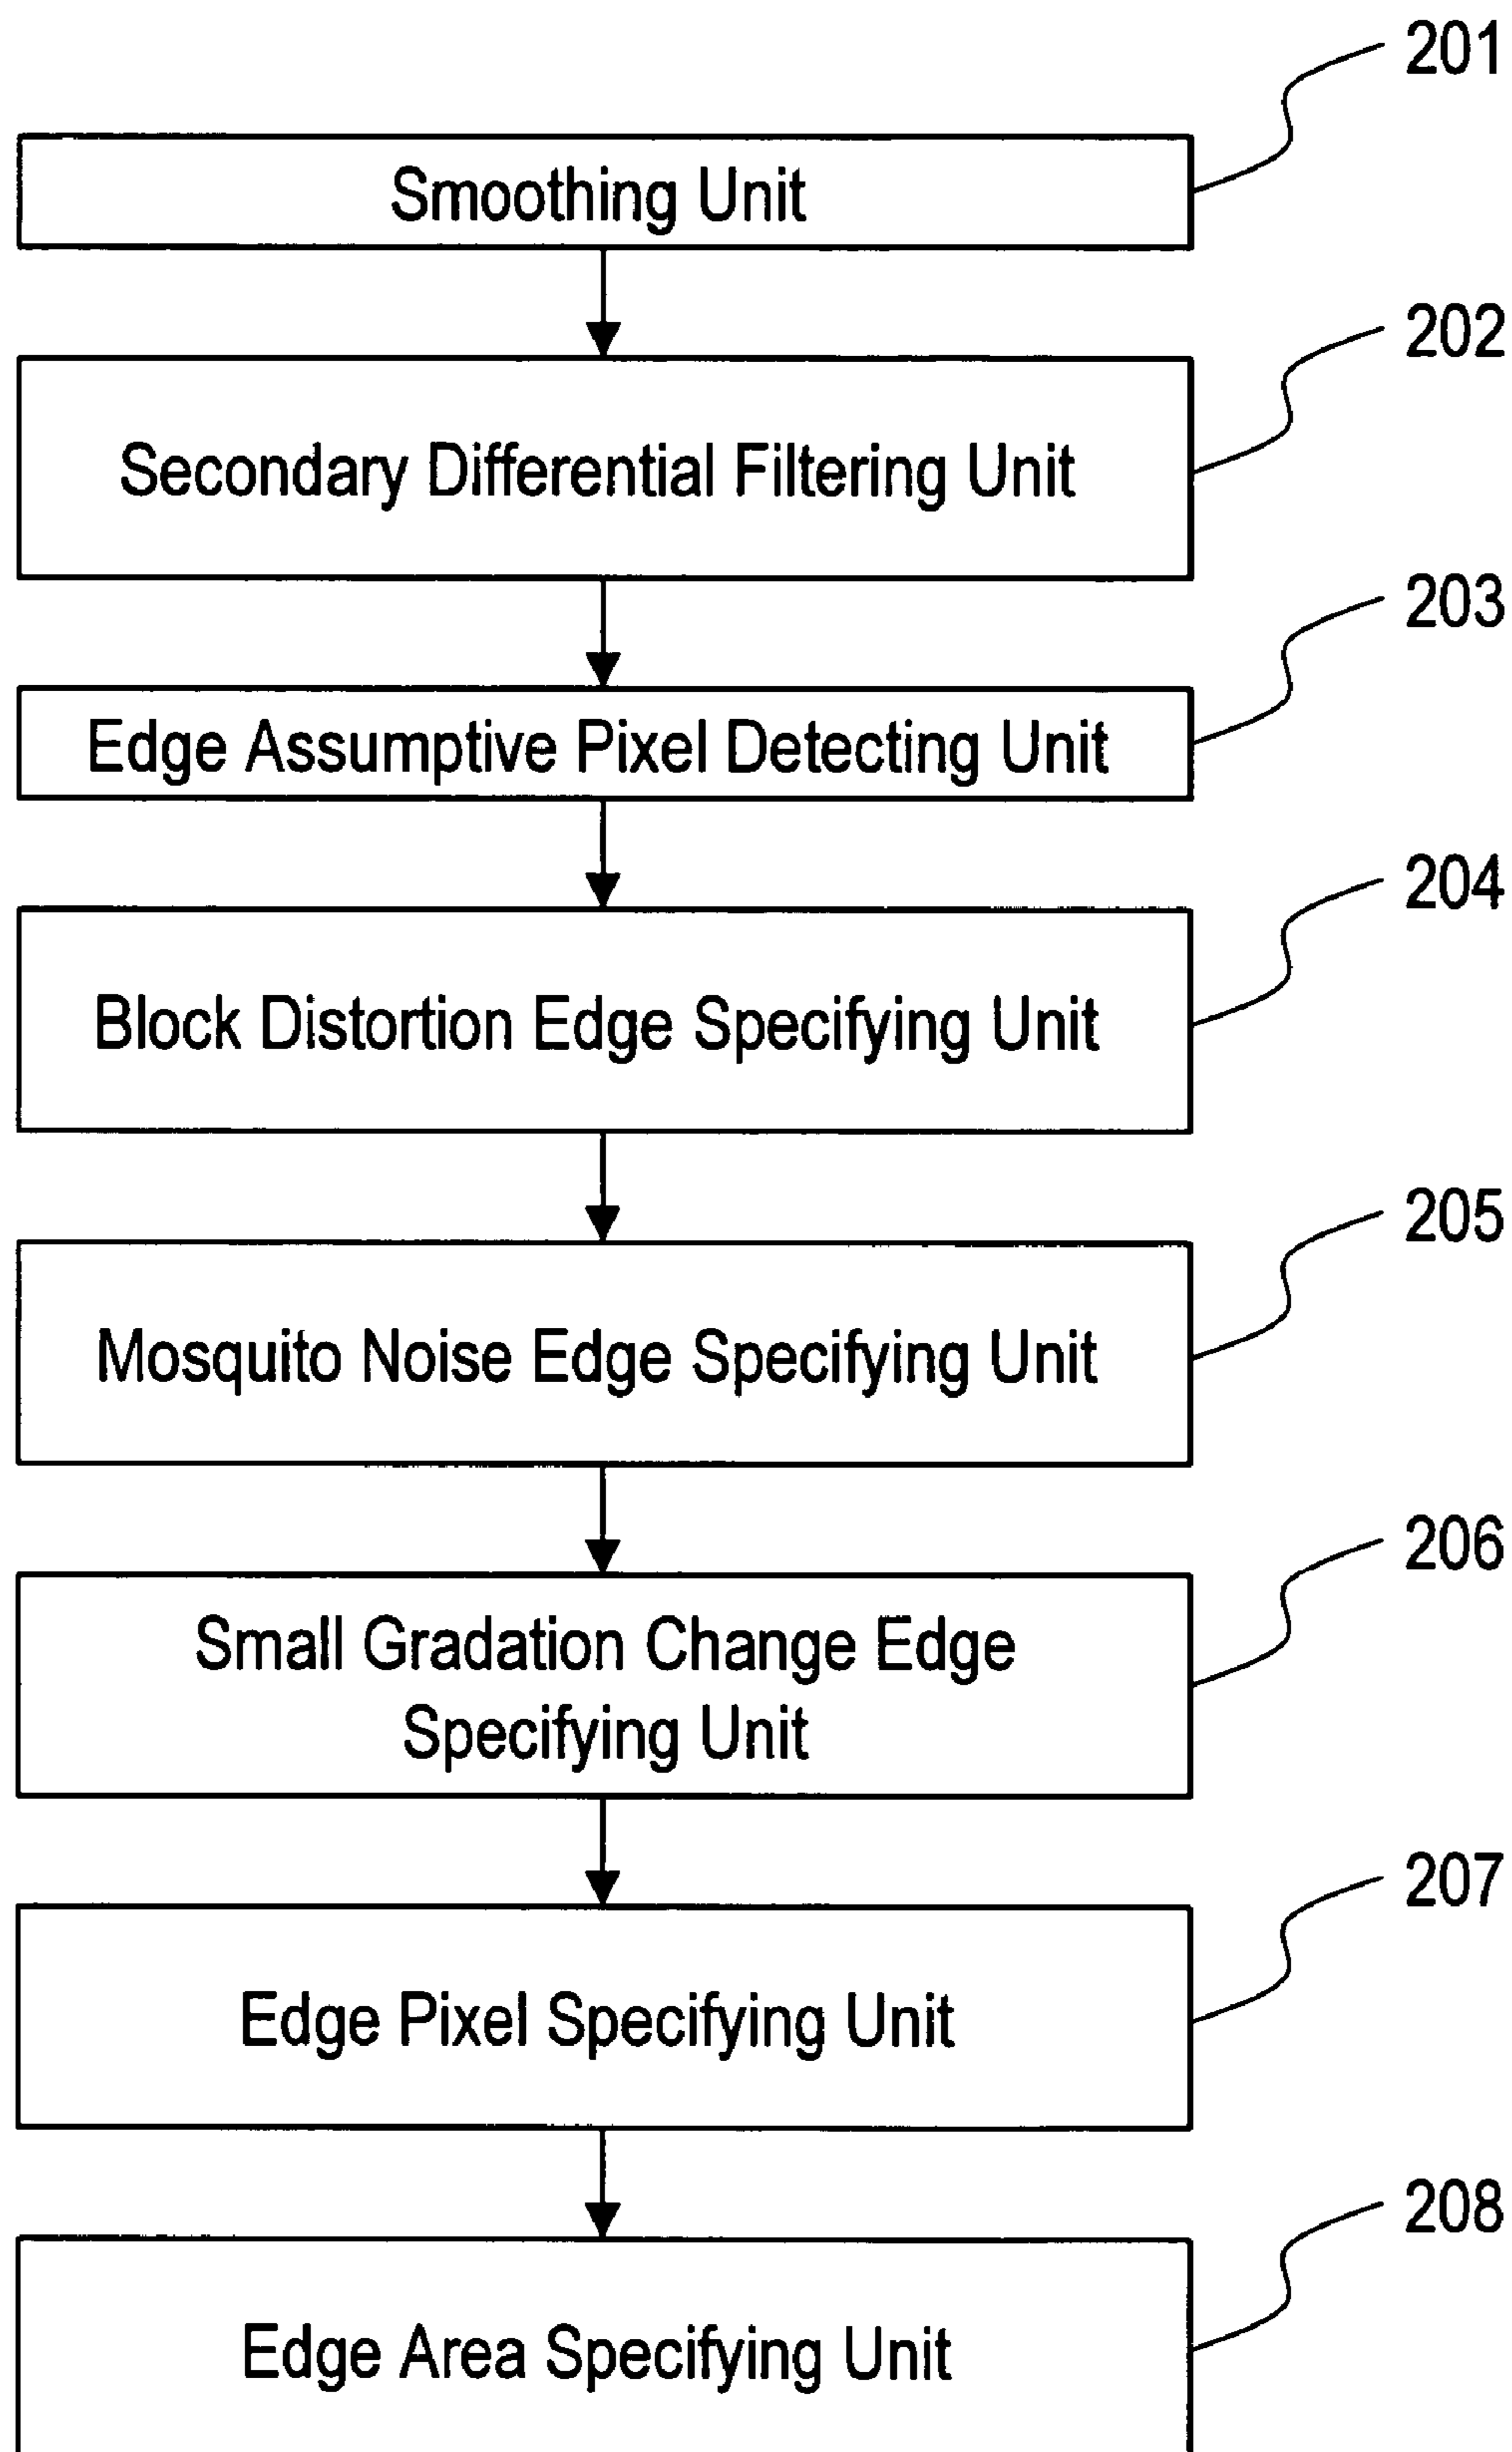 201
Smoothing Unit
202
Secondary Differential Filtering Unit
203
Edge Assumptive Pixel Detecting Unit
204
Block Distortion Edge Specifying Unit
205
Mosquito Noise Edge Specifying Unit
206
Small Gradation Change Edge
Specifying Unit
207
Edge Pixel Specifying Unit
208
Edge Area Specifying Unit